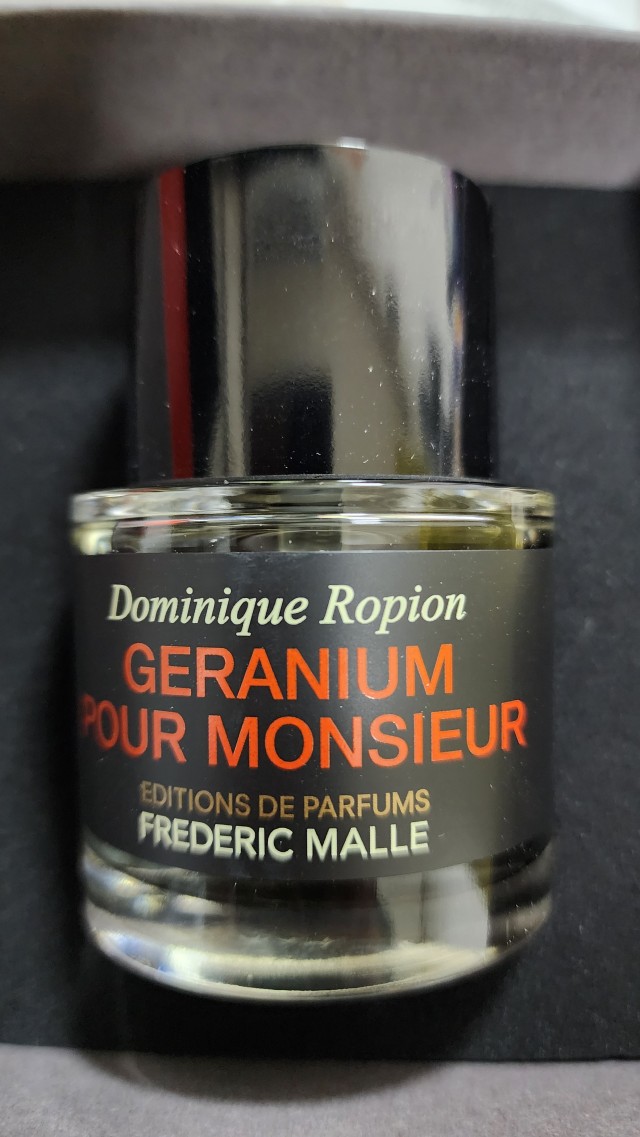 Dominique Ropion
GERANIUM
POUR MONSIEUR
EDITIONS DE PARFUMS
FREDERIC MALLE